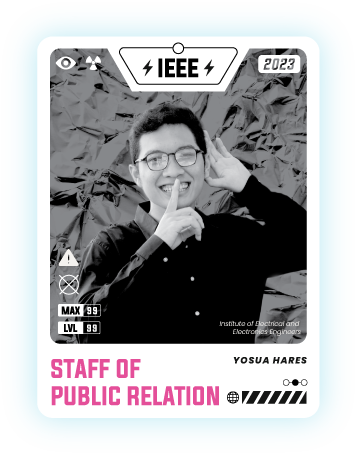 IEEE
2023
MAX 99
LVL 99
Institute of Electrical and
Electronics Engineers
YOSUA HARES
STAFF OF
PUBLIC RELATION